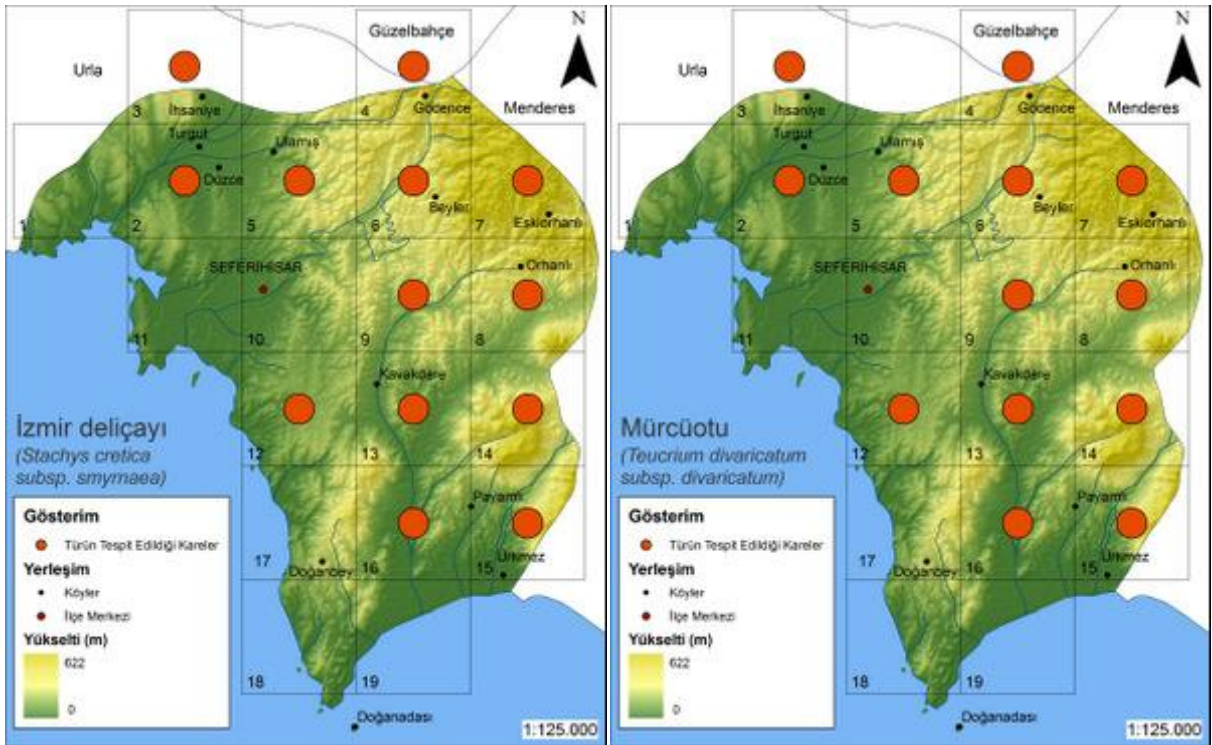 Güzelbahçe
N
Urla
3
İhsaniye
4
Gödence
Menderes
Turgut
Ulamış
Düzce
Beyler
Eskiorhanlı
1
2
5
6
7
SEFERİHİSAR
Orhanlı
11
10
9
8
Kavakdere
İzmir deliçayı
(Stachys cretica
subsp. smyrnaea)
12
13
14
Payamlı
Gösterim
Türün Tespit Edildiği Kareler
Yerleşim
Köyler
İlçe Merkezi
Yükselti (m)
622
0
17
Doğanbey
16
15
Ürkmez
18
19
Doğanadası
1:125.000
Güzelbahçe
N
Urla
3
İhsaniye
4
Gödence
Menderes
Turgut
Ulamış
Düzce
Beyler
Eskiorhanlı
1
2
5
6
7
SEFERİHİSAR
Orhanlı
11
10
9
8
Kavakdere
Mürcüotu
(Teucrium divaricatum
subsp. divaricatum)
12
13
14
Payamlı
Gösterim
Türün Tespit Edildiği Kareler
Yerleşim
Köyler
İlçe Merkezi
Yükselti (m)
622
0
17
Doğanbey
16
15
Ürkmez
18
19
Doğanadası
1:125.000